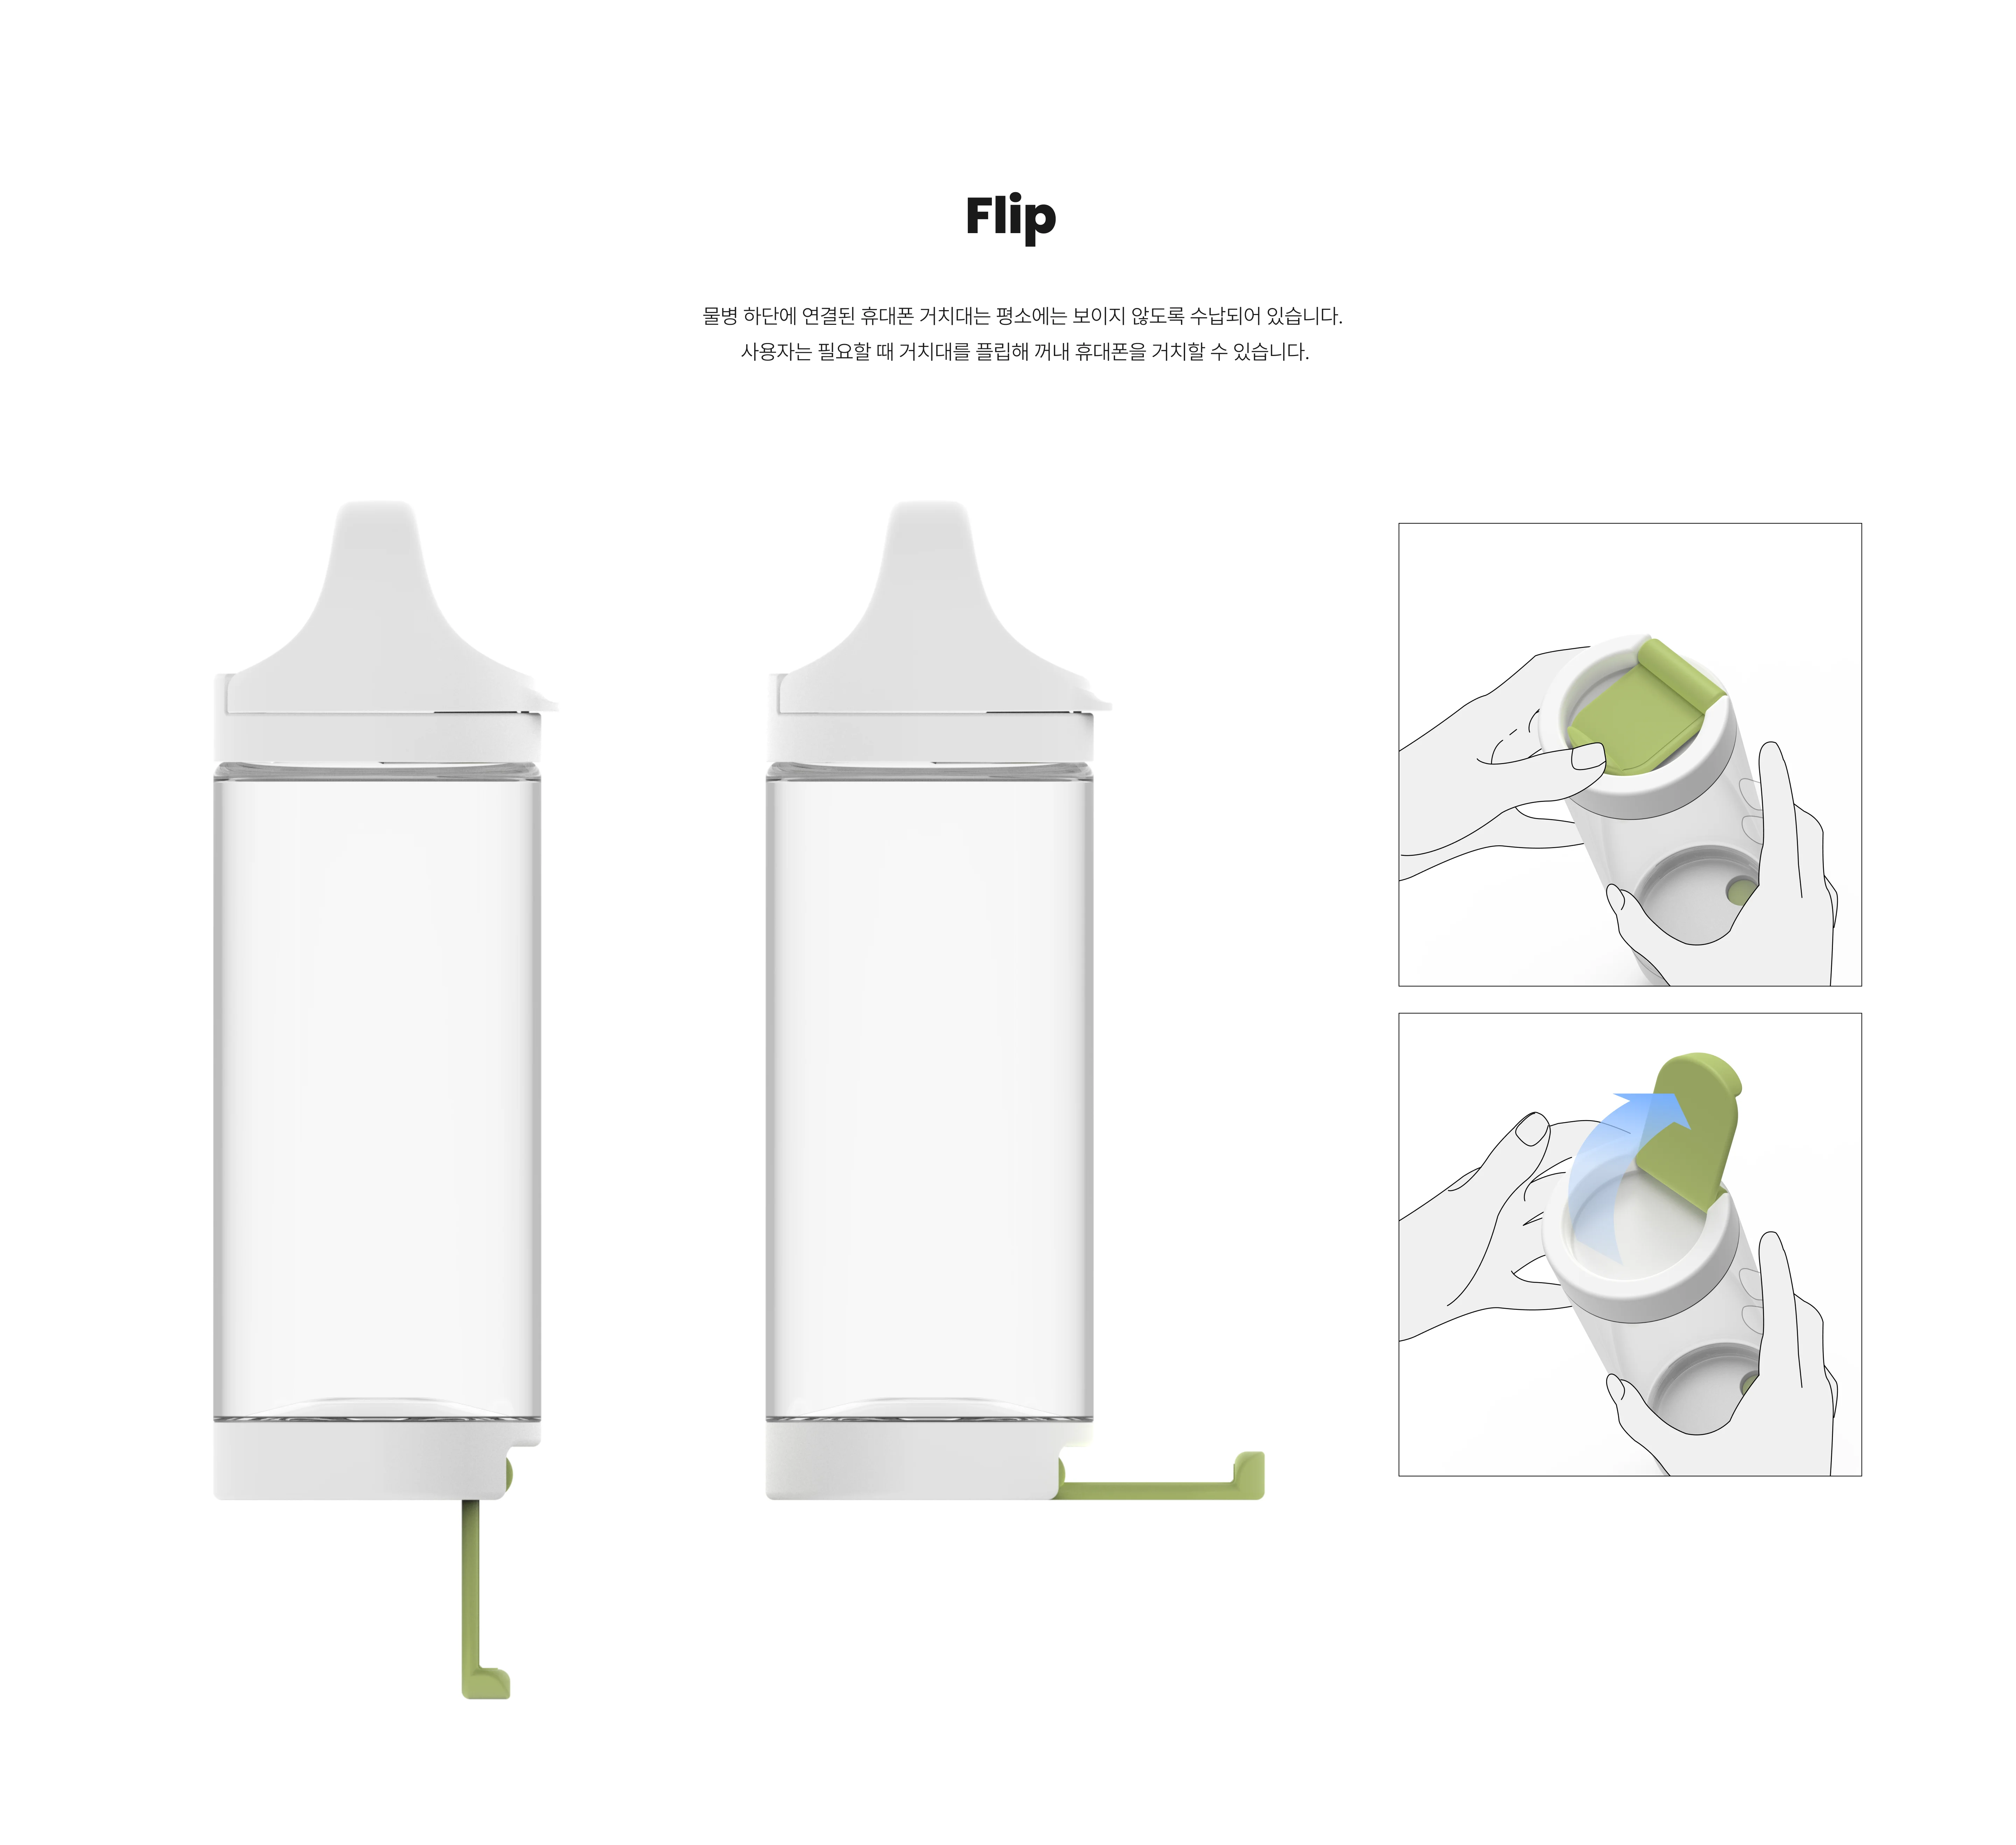 Flip
물병 하단에 연결된 휴대폰 거치대는 평소에는 보이지 않도록 수납되어 있습니다.
사용자는 필요할 때 거치대를 플립해 꺼내 휴대폰을 거치할 수 있습니다.